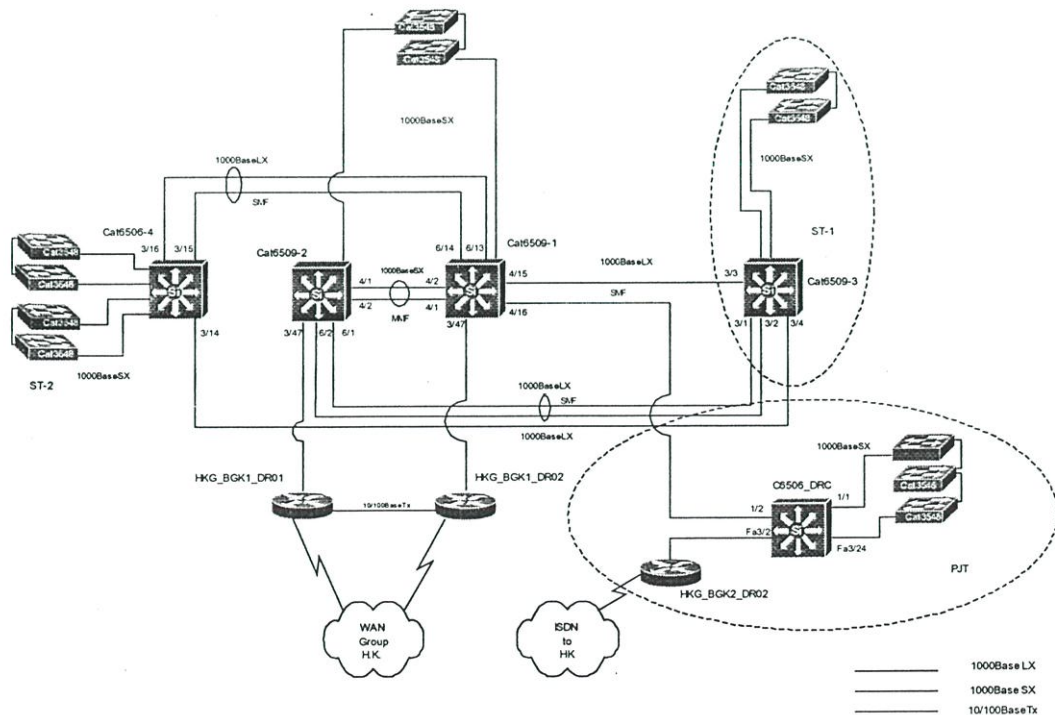 Cat3548
Cat3548
1000BaseSX
Cat3548
Cat3548
1000BaseSX
ST-1
1000BaseLX
SMF
Cat6506-4
3/16
3/15
Si
3/14
Cat3548
Cat3548
Cat3548
Cat3548
1000BaseSX
ST-2
Cat6509-2
Si
4/1
4/2
3/47
6/2
6/1
1000BaseSX
MMF
6/14
6/13
Cat6509-1
4/2
4/1
Si
4/15
4/16
3/47
1000BaseLX
SMF
3/3
Si
Cat6509-3
3/1
3/2
3/4
1000BaseLX
SMF
1000BaseLX
HKG_BGK1_DR01
10/100BaseTx
HKG_BGK1_DR02
WAN
Group
H.K.
ISDN
to
HK
HKG_BGK2_DR02
1000BaseSX
C6506_DRC
1/1
1/2
Si
Fa3/2
Fa3/24
Cat3548
Cat3548
PJT
1000Base LX
1000Base SX
10/100BaseTx